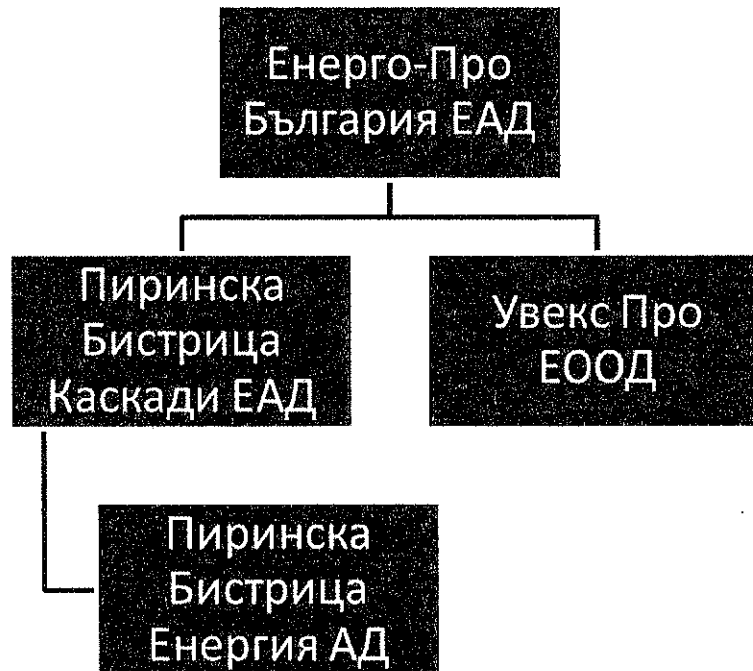 Енерго-Про
България ЕАД
Пиринска
Бистрица
Каскади ЕАД
Увекс Про
ЕООД
Пиринска
Бистрица
Енергия АД